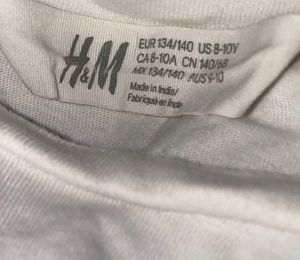 H&M
EUR 134/140 US 8-10Y
CA 8-10A CN 140/68
MX 134/140 AUS 9-10
Made in India/
Fabriqué en Inde